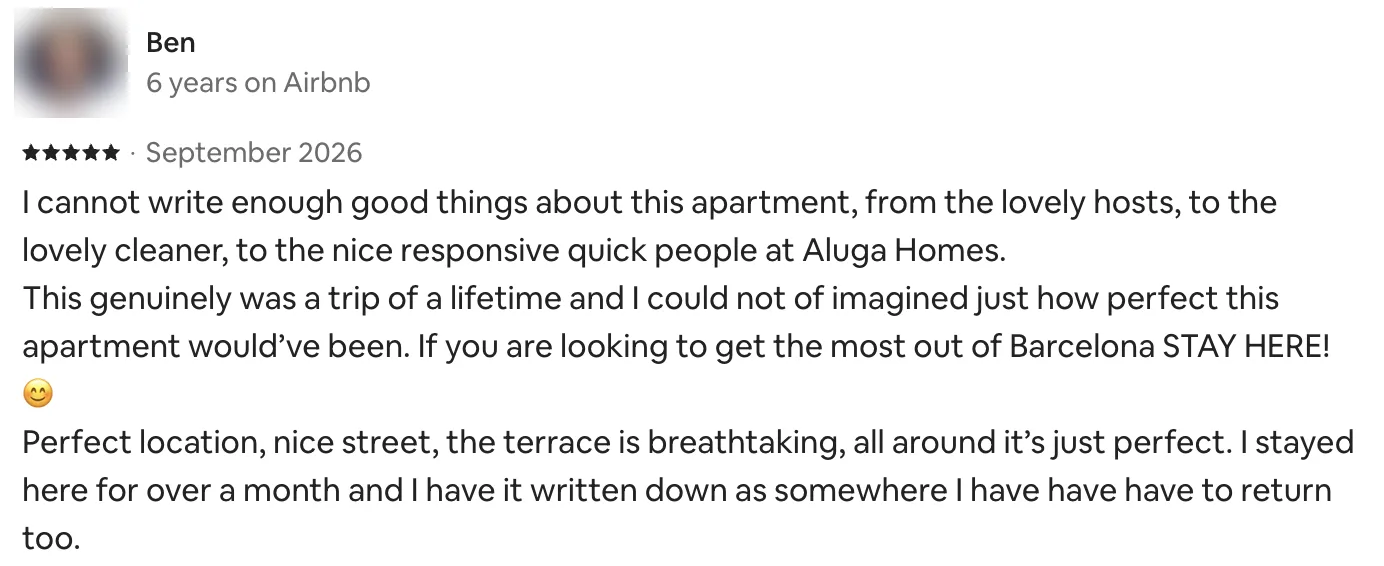 Ben
6 years on Airbnb
★★★★★ · September 2026
I cannot write enough good things about this apartment, from the lovely hosts, to the
lovely cleaner, to the nice responsive quick people at Aluga Homes.
This genuinely was a trip of a lifetime and I could not of imagined just how perfect this
apartment would’ve been. If you are looking to get the most out of Barcelona STAY HERE!
😊
Perfect location, nice street, the terrace is breathtaking, all around it’s just perfect. I stayed
here for over a month and I have it written down as somewhere I have have have to return
too.